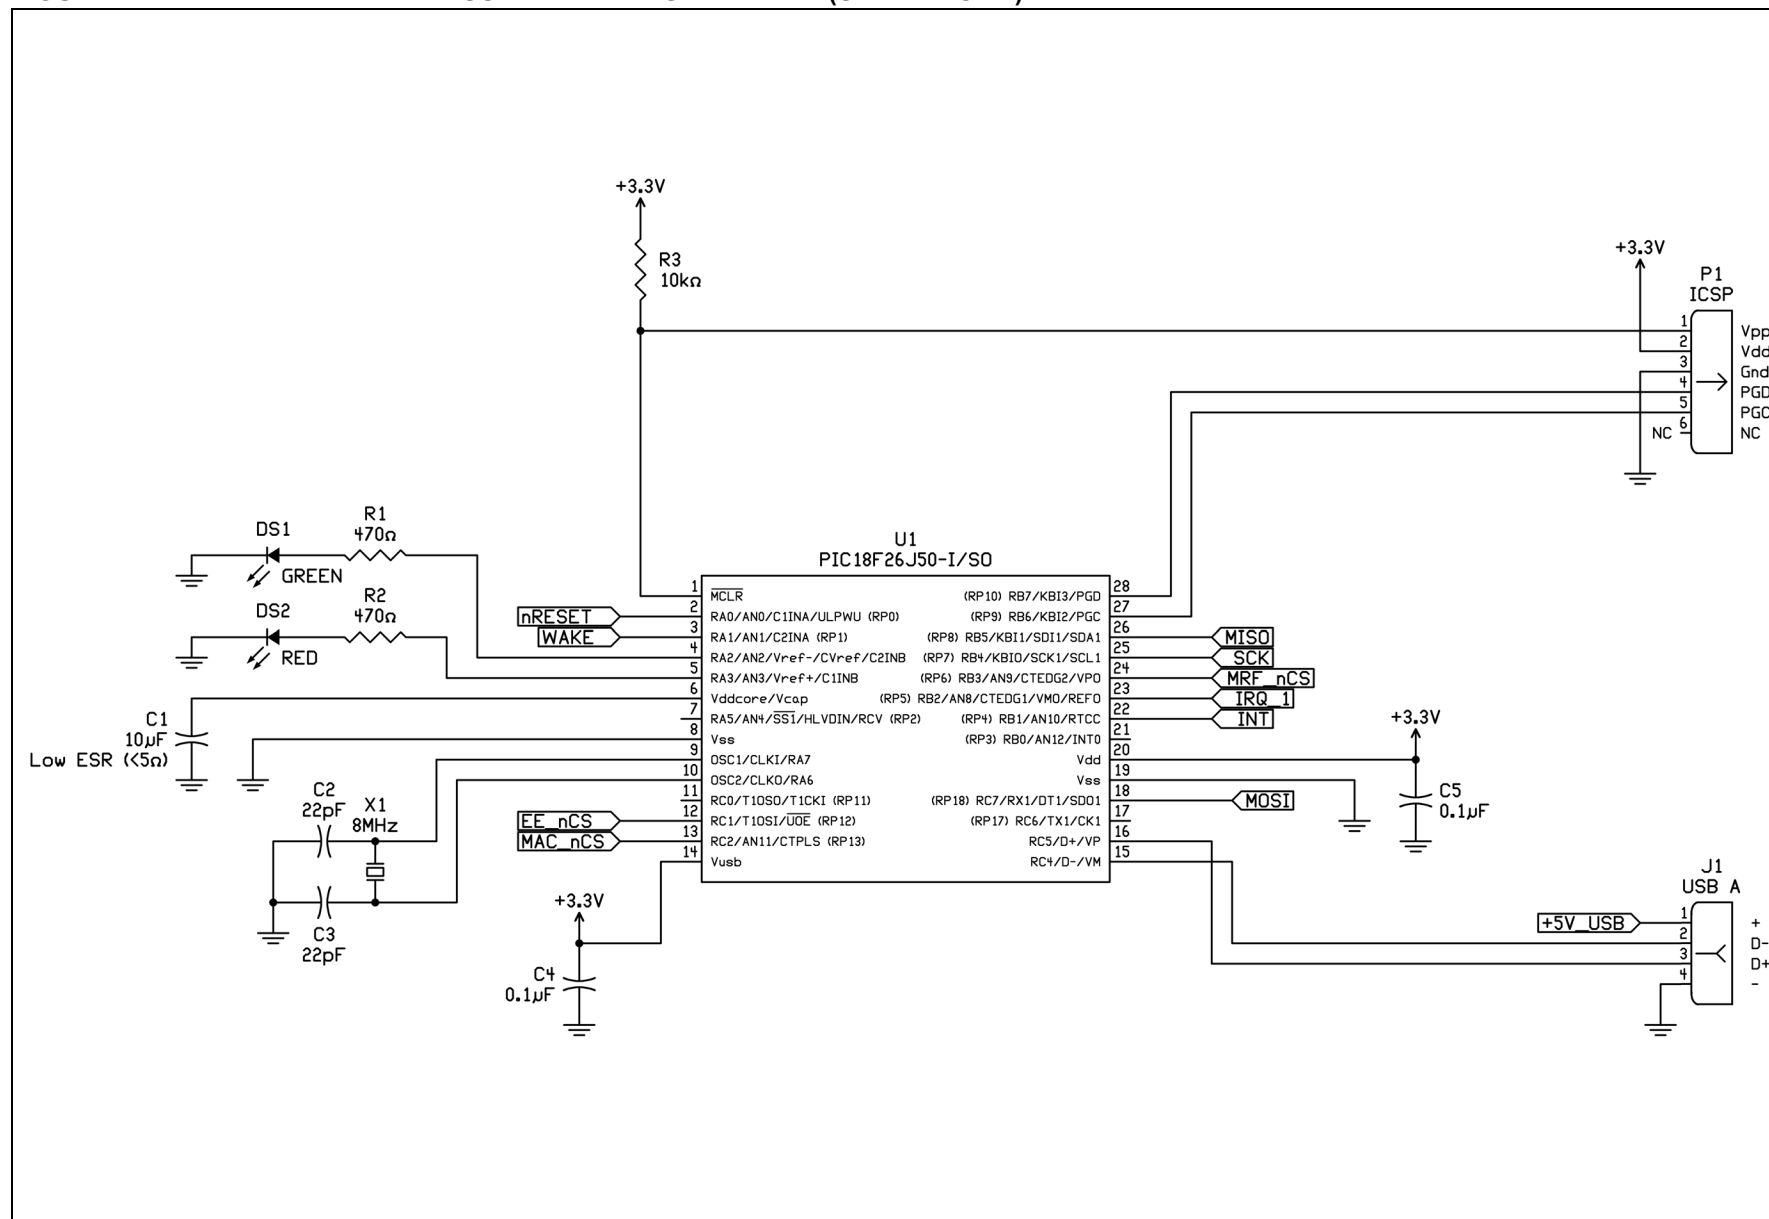 +3.3V
R3
10kΩ
+3.3V
P1
ICSP
1
Vpp
2
Vdd
3
Gnd
4
PGD
5
PGC
NC 6
NC
R1
470Ω
DS1
GREEN
R2
470Ω
DS2
RED
U1
PIC18F26J50-I/SO
1 MCLR
nRESET 2 RA0/AN0/C1INA/ULPWU (RP0)
WAKE 3 RA1/AN1/C2INA (RP1)
4 RA2/AN2/Vref-/CVref/C2INB
5 RA3/AN3/Vref+/C1INB
6 Vddcore/Vcap
7 RA5/AN4/SS1/HLVDIN/RCV (RP2)
8 Vss
9 OSC1/CLKI/RA7
10 OSC2/CLKO/RA6
11 RC0/T1OSO/T1CKI (RP11)
EE_nCS 12 RC1/T1OSI/UOE (RP12)
MAC_nCS 13 RC2/AN11/CTPLS (RP13)
14 Vusb
(RP10) RB7/KBI3/PGD 28
(RP9) RB6/KBI2/PGC 27
(RP8) RB5/KBI1/SDI1/SDA1 26 MISO
(RP7) RB4/KBI0/SCK1/SCL1 25 SCK
(RP6) RB3/AN9/CTEDG2/VPO 24 MRF_nCS
(RP5) RB2/AN8/CTEDG1/VMO/REFO 23 IRQ_1
(RP4) RB1/AN10/RTCC 22 INT
(RP3) RB0/AN12/INT0 21
Vdd 20
Vss 19
(RP18) RC7/RX1/DT1/SDO1 18 MOSI
(RP17) RC6/TX1/CK1 17
RC5/D+/VP 16
RC4/D-/VM 15
C1
10µF
Low ESR (<5Ω)
C2
22pF
X1
8MHz
C3
22pF
+3.3V
C4
0.1µF
+3.3V
C5
0.1µF
J1
USB A
+5V_USB 1 +
2 D-
3 D+
4 -